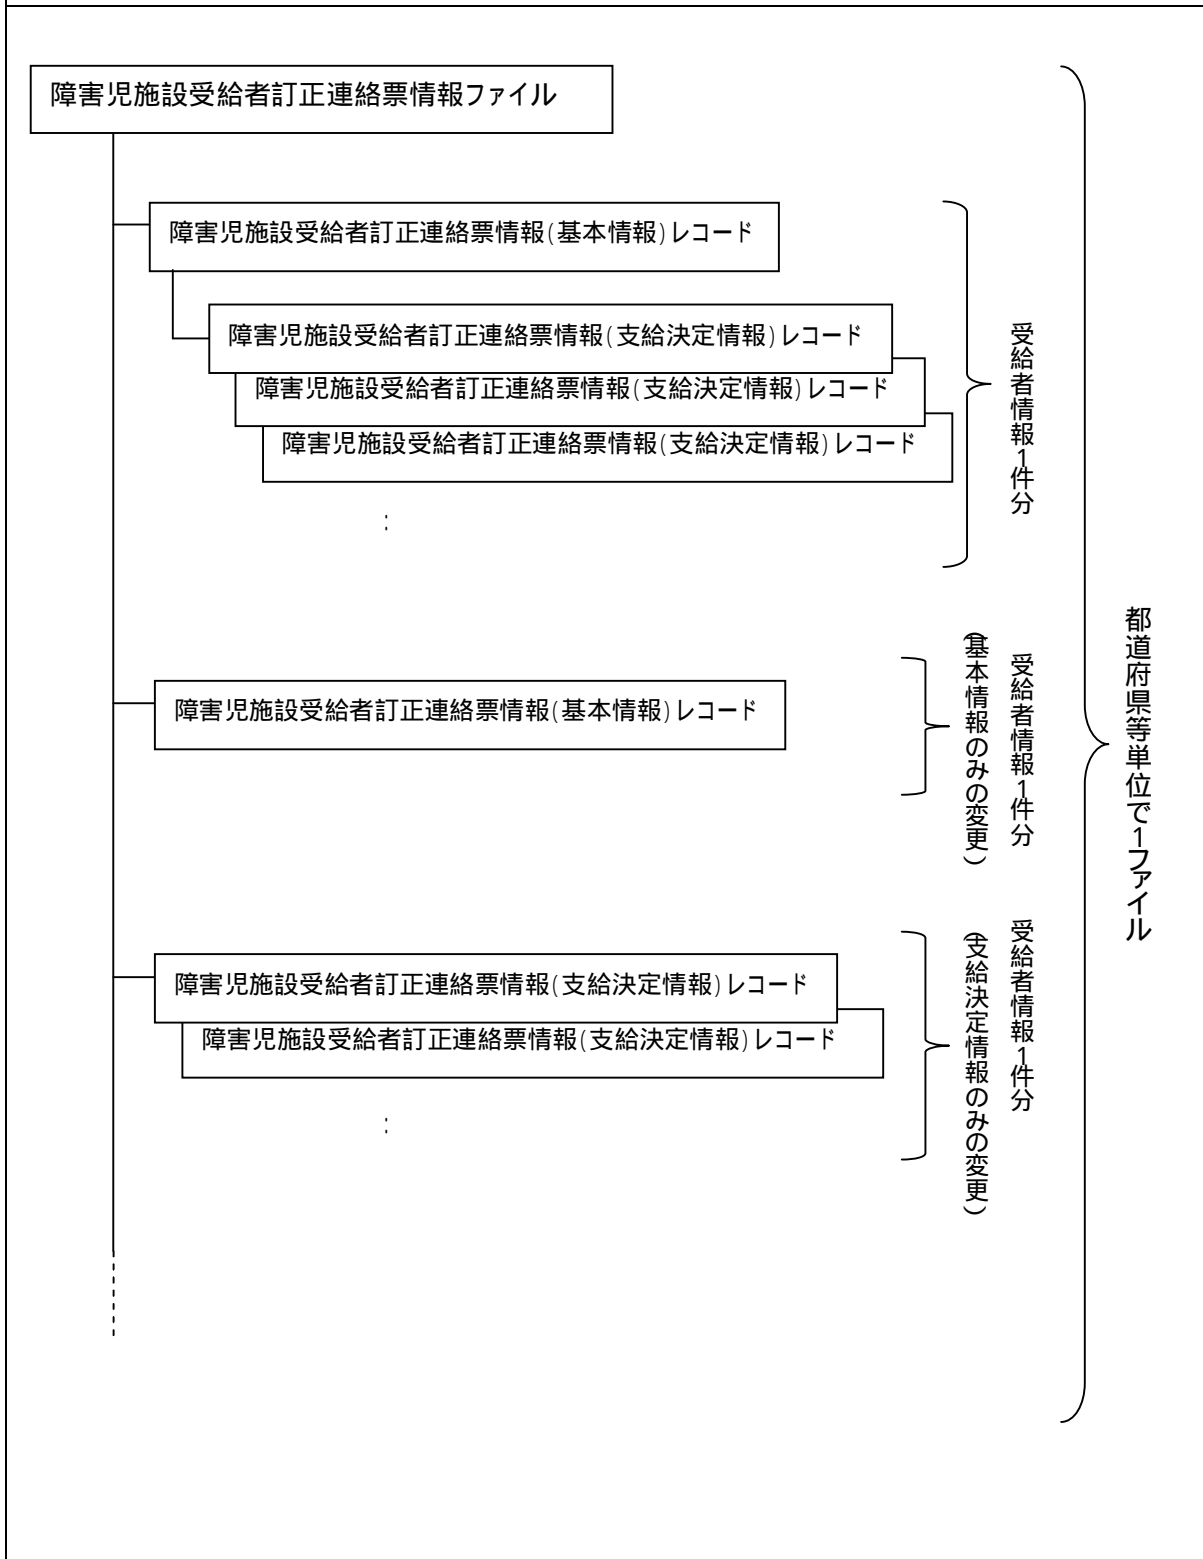 障害児施設受給者訂正連絡票情報ファイル
障害児施設受給者訂正連絡票情報(基本情報)レコード
障害児施設受給者訂正連絡票情報(支給決定情報)レコード
障害児施設受給者訂正連絡票情報(支給決定情報)レコード
障害児施設受給者訂正連絡票情報(支給決定情報)レコード
:
受給者情報1件分
障害児施設受給者訂正連絡票情報(基本情報)レコード
受給者情報1件分
(基本情報のみの変更)
障害児施設受給者訂正連絡票情報(支給決定情報)レコード
障害児施設受給者訂正連絡票情報(支給決定情報)レコード
:
受給者情報1件分
(支給決定情報のみの変更)
都道府県等単位で1ファイル